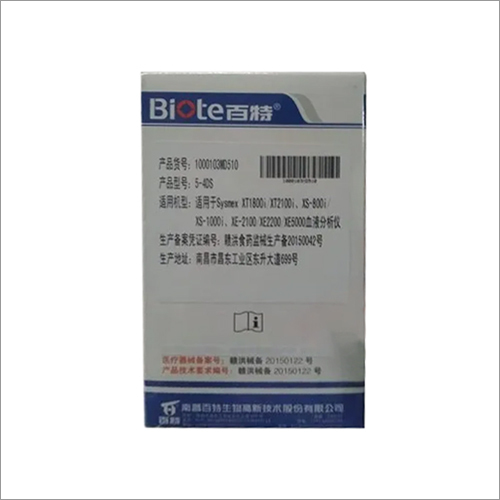 Biote百特®
产品货号: 1000103MD510
产品型号: 5-4DS
适用机型: 适用于Sysmex XT1800i XT2100i、XS-800i/
XS-1000i、XE-2100 XE2200 XE5000血液分析仪
生产备案凭证编号: 赣洪食药监械生产备20150042号
生产地址: 南昌市昌东工业区东升大道699号
医疗器械备案号: 赣洪械备 20150122 号
产品技术要求编号: 赣洪械备 20150122 号
百特
南昌百特生物高新技术股份有限公司